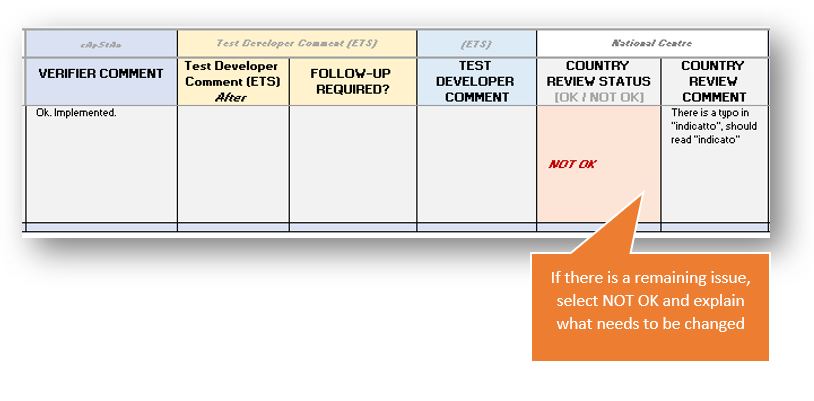 cApStAn
Test Developer Comment (ETS)
(ETS)
National Centre
VERIFIER COMMENT
Test Developer
Comment (ETS)
After
FOLLOW-UP
REQUIRED?
TEST
DEVELOPER
COMMENT
COUNTRY
REVIEW STATUS
[OK / NOT OK]
COUNTRY
REVIEW
COMMENT
Ok. Implemented.
NOT OK
There is a typo in
"indicatto", should
read "indicato"
If there is a remaining issue,
select NOT OK and explain
what needs to be changed